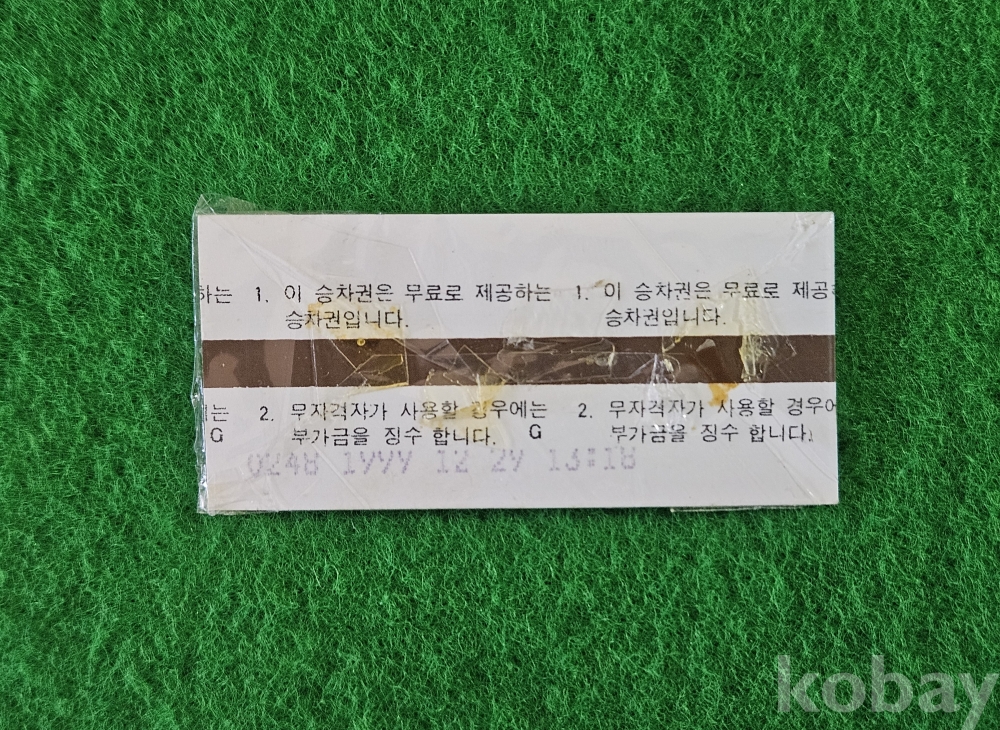 하는 1. 이 승차권은 무료로 제공하는 1. 이 승차권은 무료로 제공하
승차권입니다. 승차권입니다.
는 2. 무자격자가 사용할 경우에는 2. 무자격자가 사용할 경우에
G 부가금을 징수 합니다. G 부가금을 징수 합니다.
0248 1999 12 29 13:18
kobay